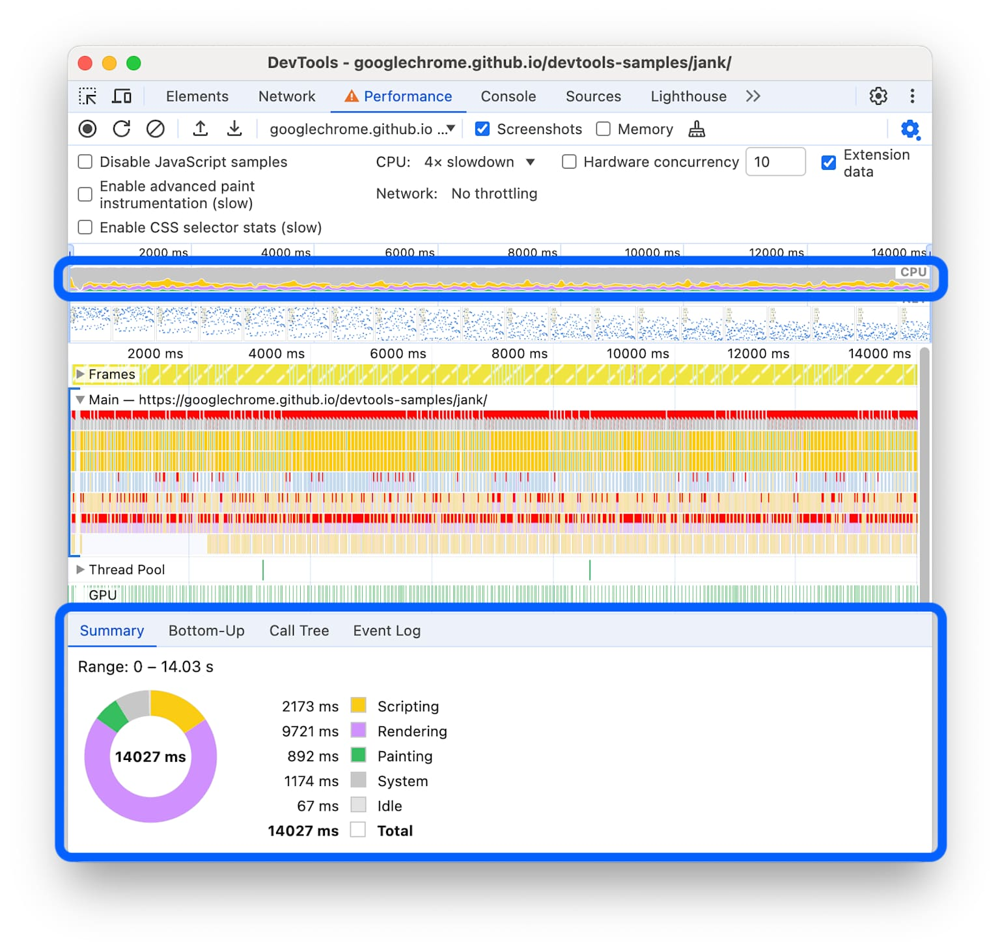 DevTools - googlechrome.github.io/devtools-samples/jank/
Elements Network Performance Console Sources Lighthouse
googlechrome.github.io ... Screenshots Memory
Disable JavaScript samples CPU: 4× slowdown Hardware concurrency 10 Extension data
Enable advanced paint instrumentation (slow) Network: No throttling
Enable CSS selector stats (slow)
2000 ms 4000 ms 6000 ms 8000 ms 10000 ms 12000 ms 14000 ms
CPU
2000 ms 4000 ms 6000 ms 8000 ms 10000 ms 12000 ms 14000 ms
Frames
Main — https://googlechrome.github.io/devtools-samples/jank/
Thread Pool
GPU
Summary Bottom-Up Call Tree Event Log
Range: 0 – 14.03 s
14027 ms
2173 ms Scripting
9721 ms Rendering
892 ms Painting
1174 ms System
67 ms Idle
14027 ms Total